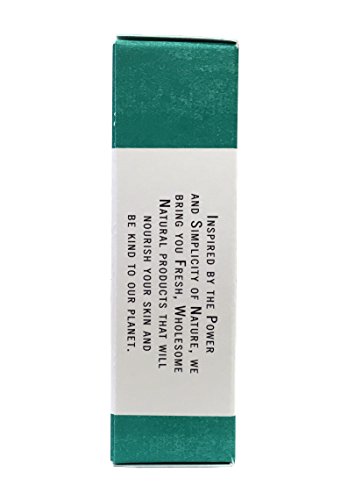 Inspired by the Power
and Simplicity of Nature, we
bring you Fresh, Wholesome
Natural products that will
nourish your skin and
be kind to our planet.